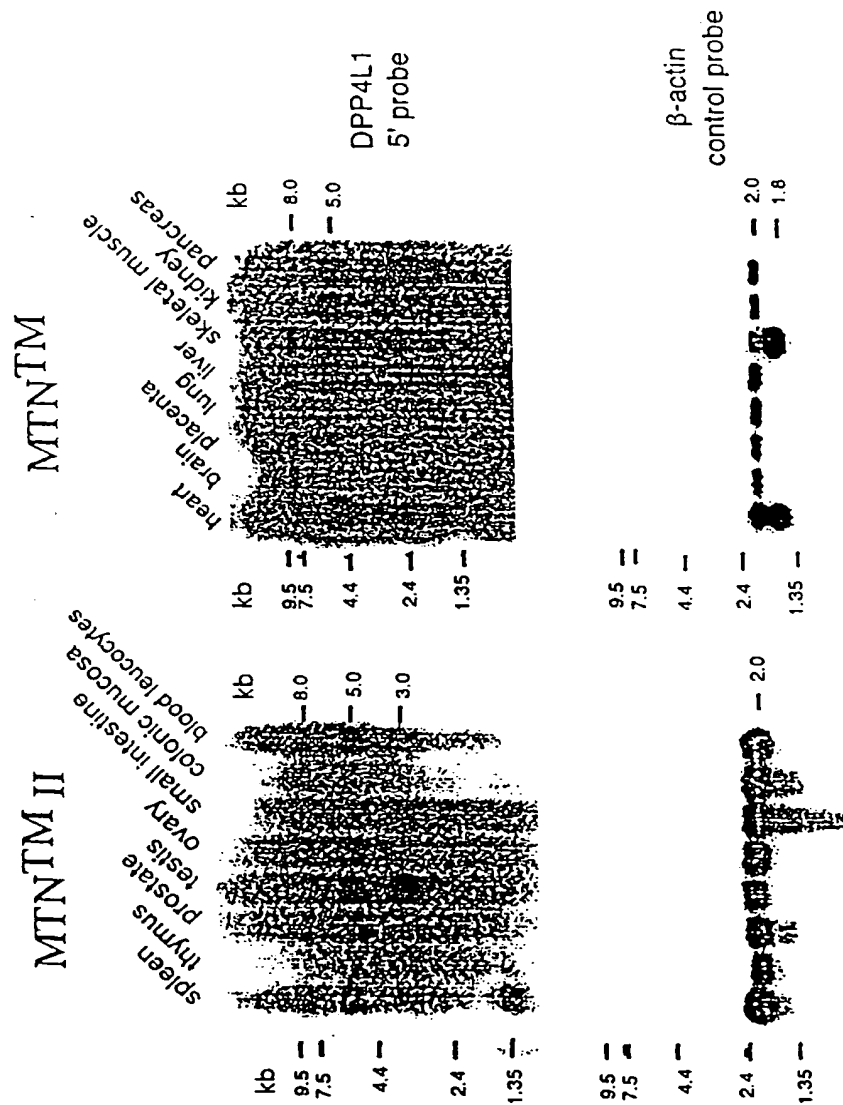 MTN™ II
spleen
thymus
prostate
testis
ovary
small intestine
colonic mucosa
blood leucocytes
kb
9.5
7.5
4.4
2.4
1.35
kb
8.0
5.0
3.0
9.5
7.5
4.4
2.4
1.35
2.0
MTN™
heart
brain
placenta
lung
liver
skeletal muscle
kidney
pancreas
kb
9.5
7.5
4.4
2.4
1.35
kb
8.0
5.0
DPP4L1
5' probe
9.5
7.5
4.4
2.4
1.35
2.0
1.8
β-actin
control probe